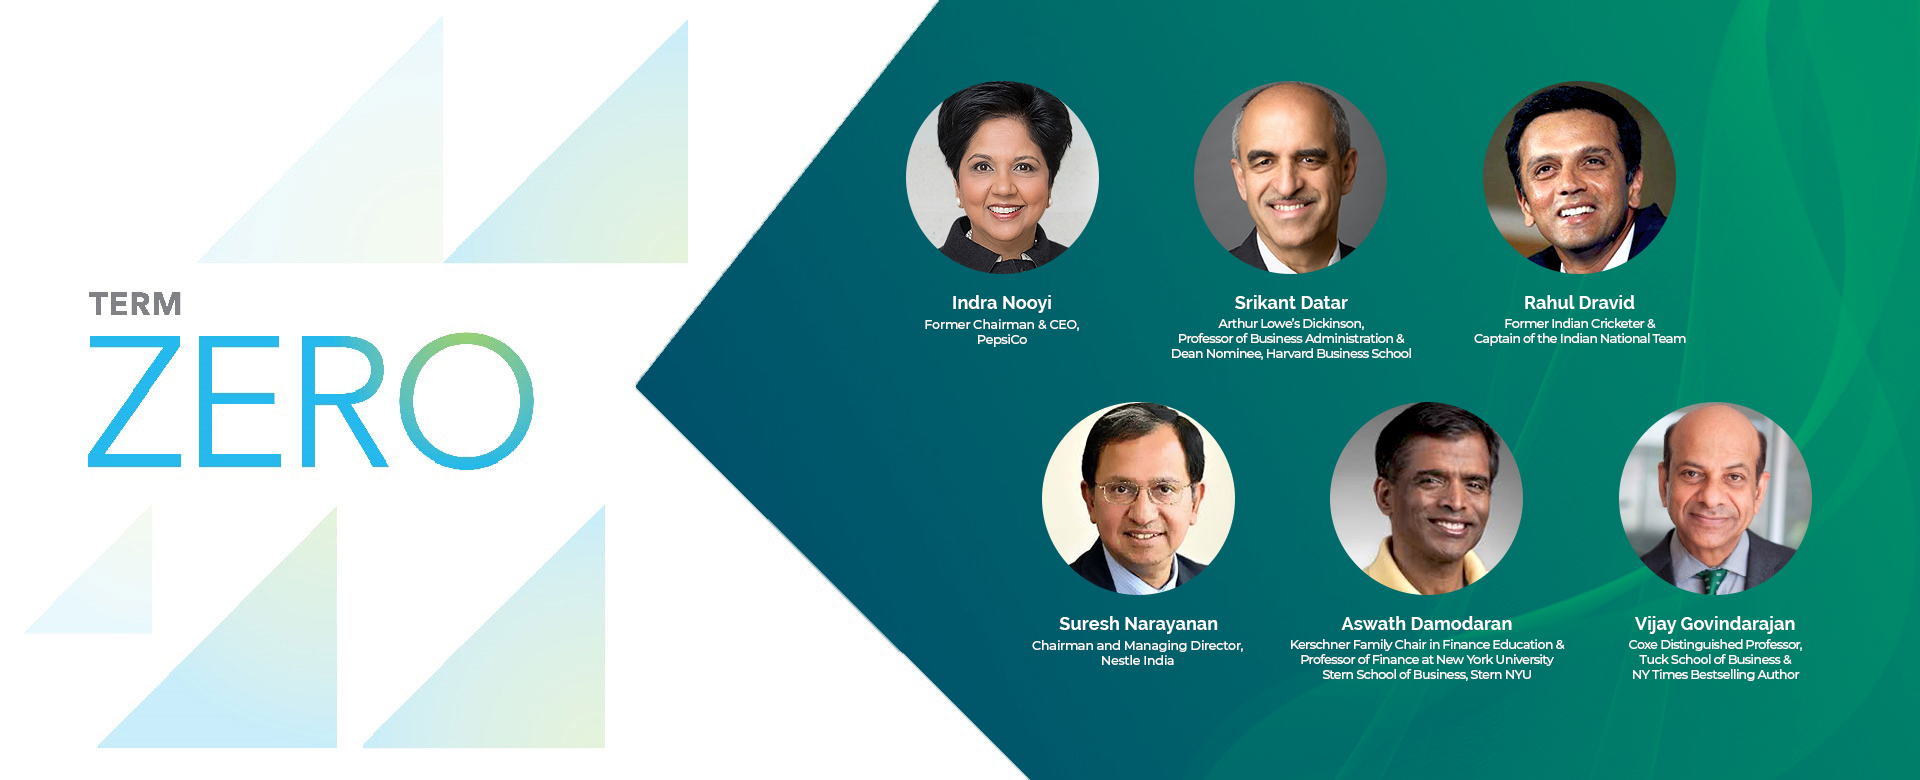 TERM
ZERO
Indra Nooyi
Former Chairman & CEO,
PepsiCo
Srikant Datar
Arthur Lowe's Dickinson,
Professor of Business Administration &
Dean Nominee, Harvard Business School
Rahul Dravid
Former Indian Cricketer &
Captain of the Indian National Team
Suresh Narayanan
Chairman and Managing Director,
Nestle India
Aswath Damodaran
Kerschner Family Chair in Finance Education &
Professor of Finance at New York University
Stern School of Business, Stern NYU
Vijay Govindarajan
Coxe Distinguished Professor,
Tuck School of Business &
NY Times Bestselling Author